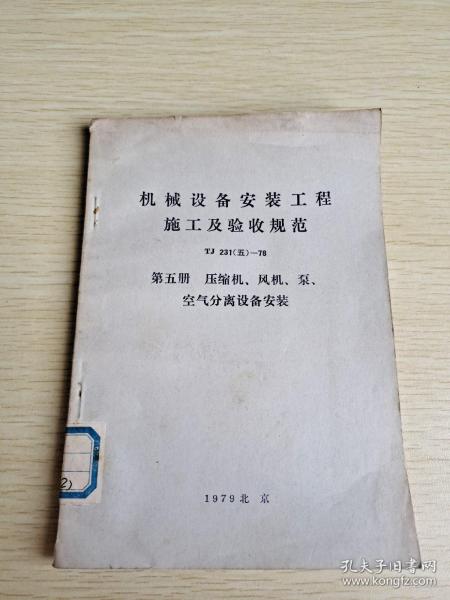 机械设备安装工程
施工及验收规范
TJ 231(五)—78
第五册 压缩机、风机、泵、
空气分离设备安装
1979 北京
2)
孔夫子旧书网
www.kongfz.com